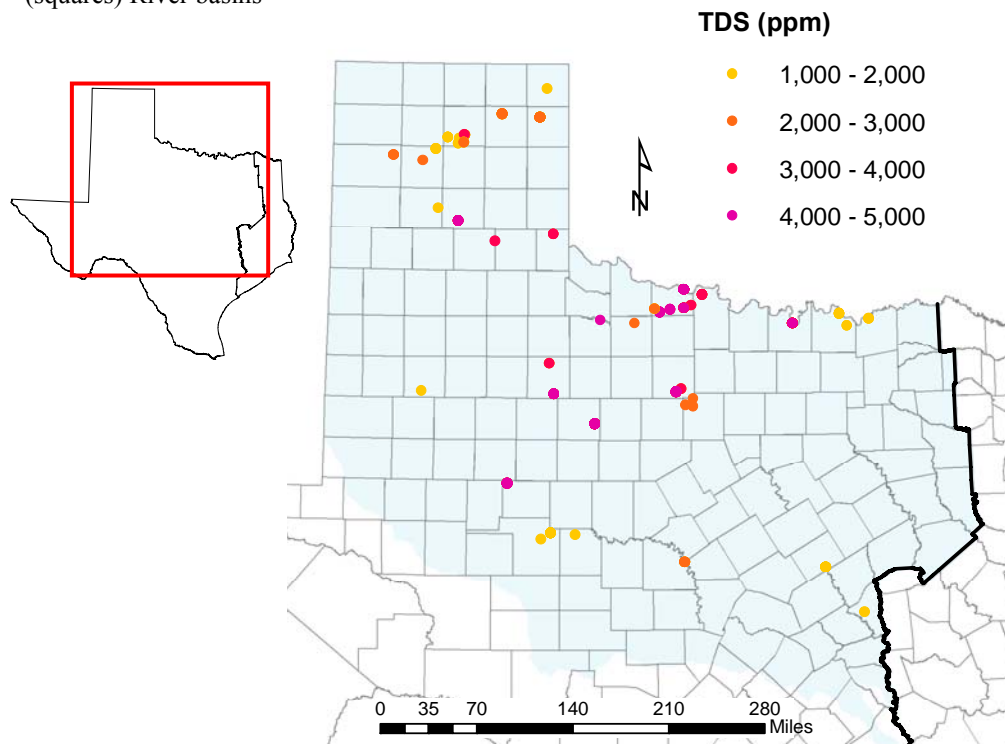 (squares) River basins
TDS (ppm)
1,000 - 2,000
2,000 - 3,000
3,000 - 4,000
4,000 - 5,000
N
0 35 70 140 210 280
Miles